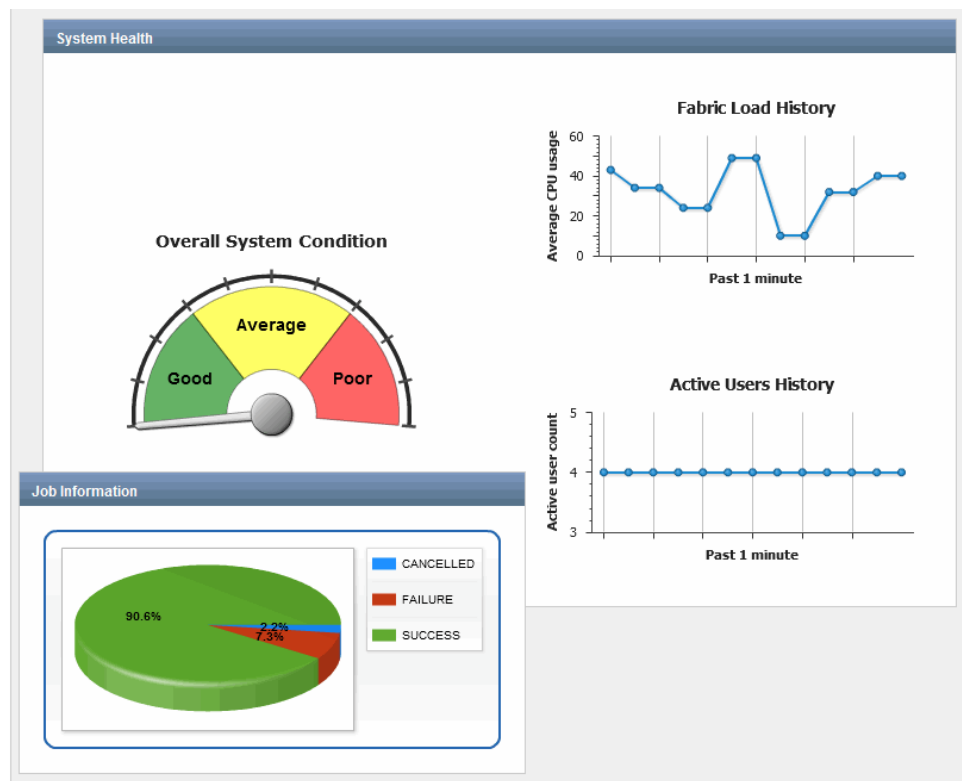 System Health
Fabric Load History
Average CPU usage
60
40
20
0
Past 1 minute
Overall System Condition
Good
Average
Poor
Active Users History
Active user count
5
4
3
Past 1 minute
Job Information
90.6%
2.2%
7.3%
CANCELLED
FAILURE
SUCCESS